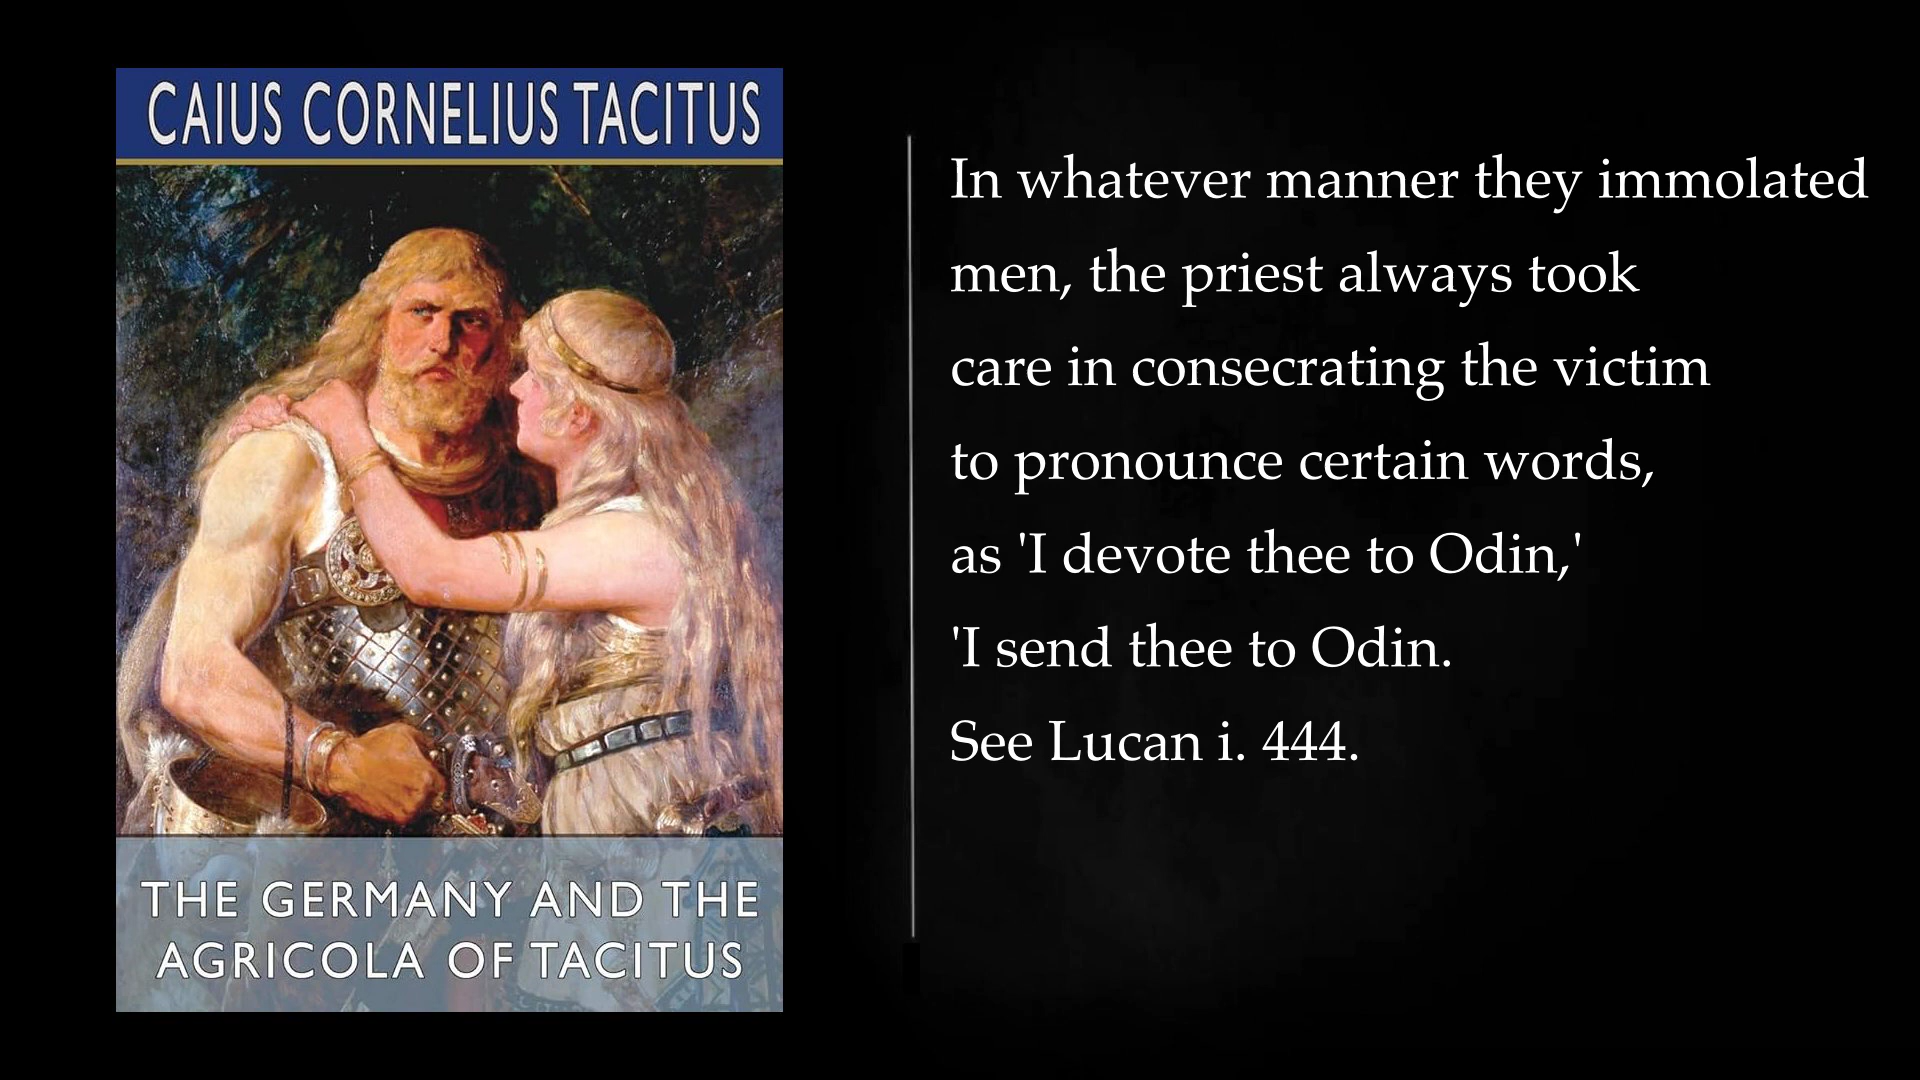 CAIUS CORNELIUS TACITUS
THE GERMANY AND THE
AGRICOLA OF TACITUS
In whatever manner they immolated
men, the priest always took
care in consecrating the victim
to pronounce certain words,
as 'I devote thee to Odin,'
'I send thee to Odin.
See Lucan i. 444.